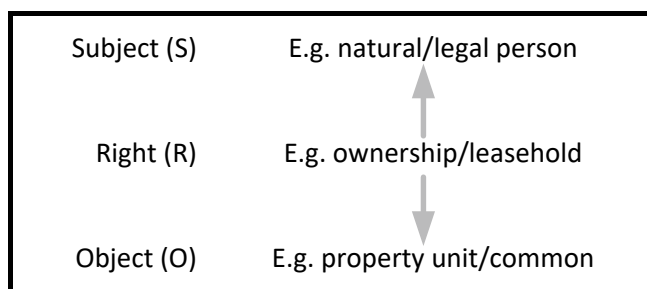 Subject (S) E.g. natural/legal person
Right (R) E.g. ownership/leasehold
Object (O) E.g. property unit/common